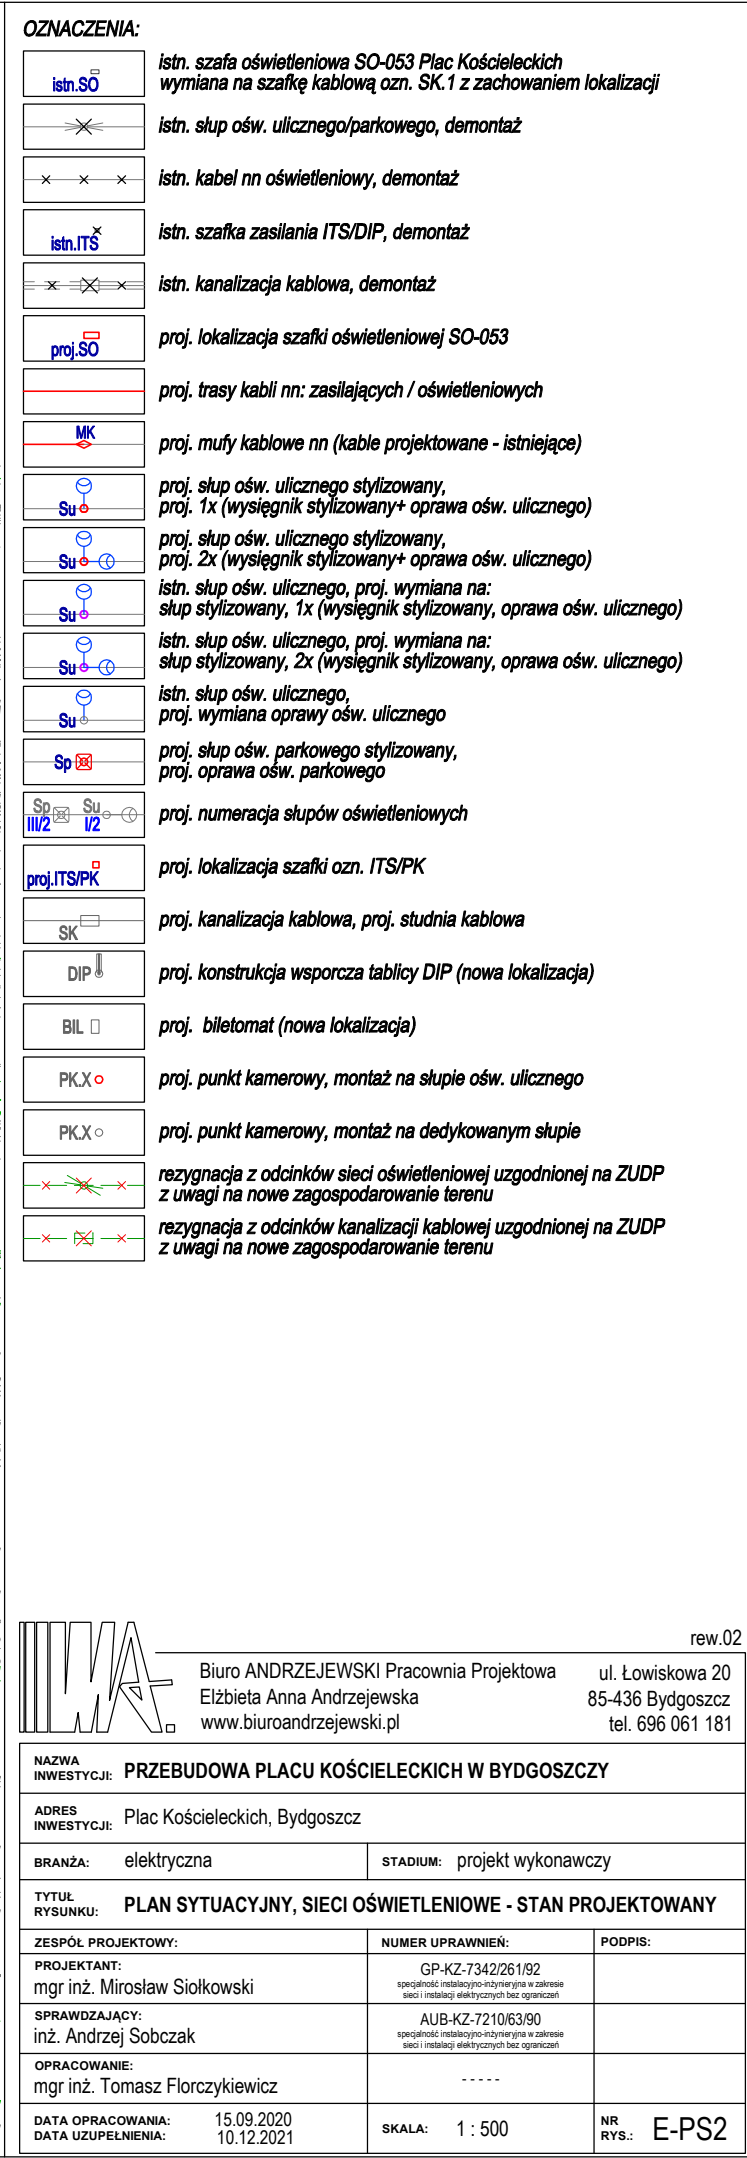 OZNACZENIA:
istn.SO
istn. szafa oświetleniowa SO-053 Plac Kościeleckich
wymiana na szafkę kablową ozn. SK.1 z zachowaniem lokalizacji
istn. słup ośw. ulicznego/parkowego, demontaż
istn. kabel nn oświetleniowy, demontaż
istn.ITS
istn. szafka zasilania ITS/DIP, demontaż
istn. kanalizacja kablowa, demontaż
proj.SO
proj. lokalizacja szafki oświetleniowej SO-053
proj. trasy kabli nn: zasilających / oświetleniowych
MK
proj. mufy kablowe nn (kable projektowane - istniejące)
Su
proj. słup ośw. ulicznego stylizowany,
proj. 1x (wysięgnik stylizowany+ oprawa ośw. ulicznego)
Su
proj. słup ośw. ulicznego stylizowany,
proj. 2x (wysięgnik stylizowany+ oprawa ośw. ulicznego)
Su
istn. słup ośw. ulicznego, proj. wymiana na:
słup stylizowany, 1x (wysięgnik stylizowany, oprawa ośw. ulicznego)
Su
istn. słup ośw. ulicznego, proj. wymiana na:
słup stylizowany, 2x (wysięgnik stylizowany, oprawa ośw. ulicznego)
Su
istn. słup ośw. ulicznego,
proj. wymiana oprawy ośw. ulicznego
Sp
proj. słup ośw. parkowego stylizowany,
proj. oprawa ośw. parkowego
Sp Su
III/2 I/2
proj. numeracja słupów oświetleniowych
proj.ITS/PK
proj. lokalizacja szafki ozn. ITS/PK
SK
proj. kanalizacja kablowa, proj. studnia kablowa
DIP
proj. konstrukcja wsporcza tablicy DIP (nowa lokalizacja)
BIL
proj. biletomat (nowa lokalizacja)
PK.X
proj. punkt kamerowy, montaż na słupie ośw. ulicznego
PK.X
proj. punkt kamerowy, montaż na dedykowanym słupie
rezygnacja z odcinków sieci oświetleniowej uzgodnionej na ZUDP
z uwagi na nowe zagospodarowanie terenu
rezygnacja z odcinków kanalizacji kablowej uzgodnionej na ZUDP
z uwagi na nowe zagospodarowanie terenu
rew.02
Biuro ANDRZEJEWSKI Pracownia Projektowa
Elżbieta Anna Andrzejewska
www.biuroandrzejewski.pl
ul. Łowiskowa 20
85-436 Bydgoszcz
tel. 696 061 181
NAZWA INWESTYCJI: PRZEBUDOWA PLACU KOŚCIELECKICH W BYDGOSZCZY
ADRES INWESTYCJI: Plac Kościeleckich, Bydgoszcz
BRANŻA: elektryczna
STADIUM: projekt wykonawczy
TYTUŁ RYSUNKU: PLAN SYTUACYJNY, SIECI OŚWIETLENIOWE - STAN PROJEKTOWANY
ZESPÓŁ PROJEKTOWY: NUMER UPRAWNIEŃ: PODPIS:
PROJEKTANT:
mgr inż. Mirosław Siołkowski
GP-KZ-7342/261/92
specjalność instalacyjno-inżynieryjna w zakresie
sieci i instalacji elektrycznych bez ograniczeń
SPRAWDZAJĄCY:
inż. Andrzej Sobczak
AUB-KZ-7210/63/90
specjalność instalacyjno-inżynieryjna w zakresie
sieci i instalacji elektrycznych bez ograniczeń
OPRACOWANIE:
mgr inż. Tomasz Florczykiewicz
- - - - -
DATA OPRACOWANIA: 15.09.2020
DATA UZUPEŁNIENIA: 10.12.2021
SKALA: 1 : 500
NR RYS.: E-PS2